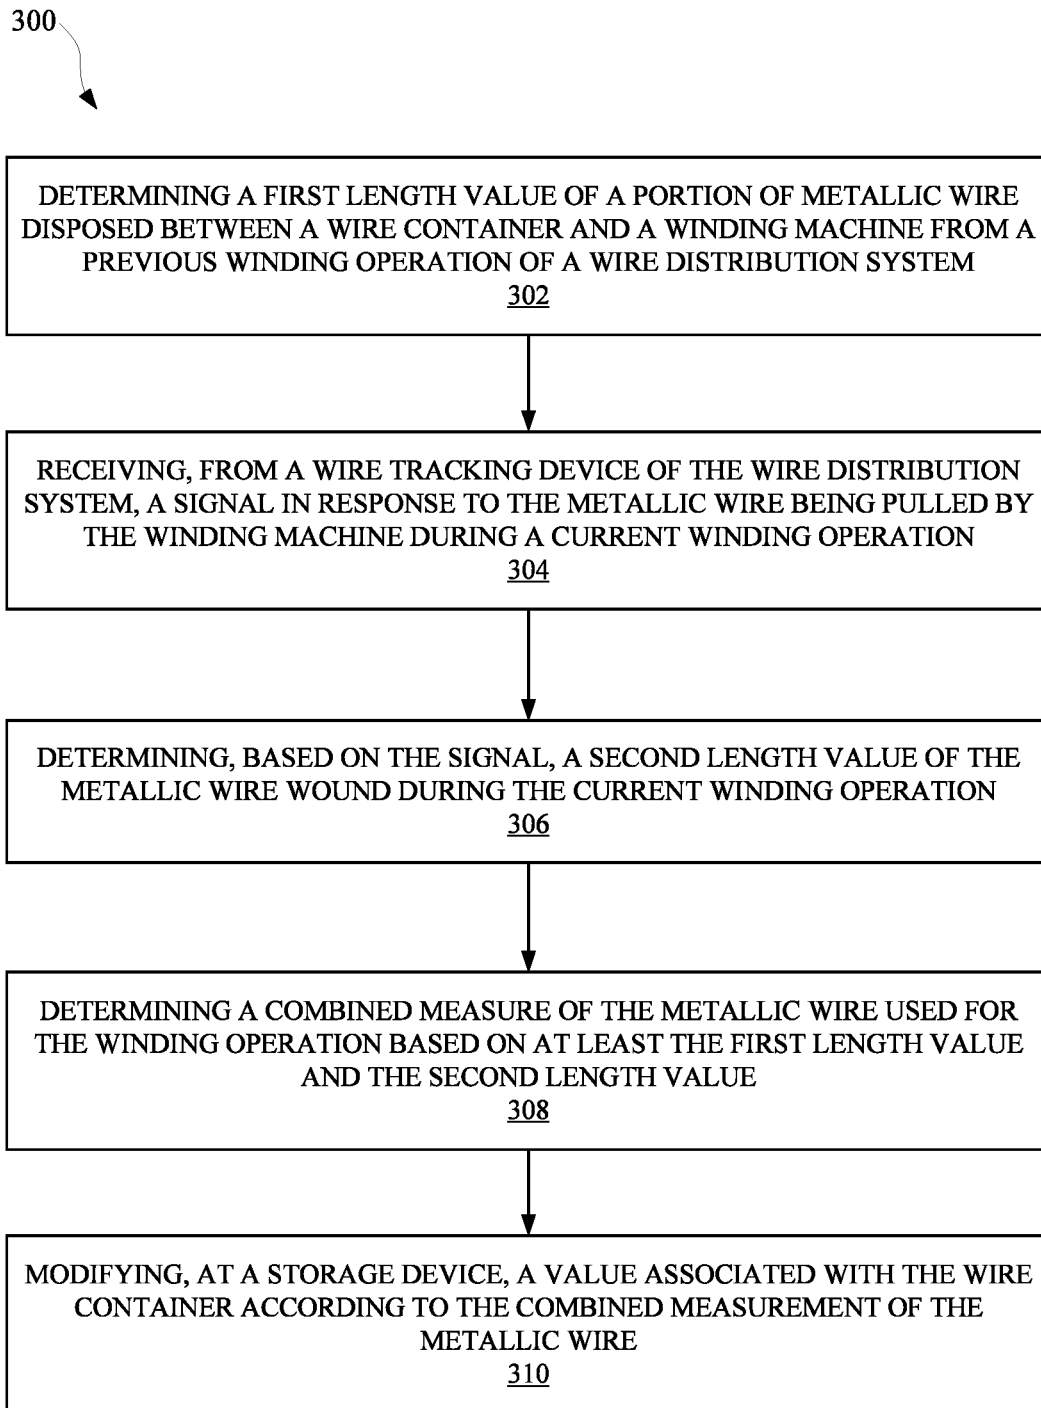 300
DETERMINING A FIRST LENGTH VALUE OF A PORTION OF METALLIC WIRE
DISPOSED BETWEEN A WIRE CONTAINER AND A WINDING MACHINE FROM A
PREVIOUS WINDING OPERATION OF A WIRE DISTRIBUTION SYSTEM
302
RECEIVING, FROM A WIRE TRACKING DEVICE OF THE WIRE DISTRIBUTION
SYSTEM, A SIGNAL IN RESPONSE TO THE METALLIC WIRE BEING PULLED BY
THE WINDING MACHINE DURING A CURRENT WINDING OPERATION
304
DETERMINING, BASED ON THE SIGNAL, A SECOND LENGTH VALUE OF THE
METALLIC WIRE WOUND DURING THE CURRENT WINDING OPERATION
306
DETERMINING A COMBINED MEASURE OF THE METALLIC WIRE USED FOR
THE WINDING OPERATION BASED ON AT LEAST THE FIRST LENGTH VALUE
AND THE SECOND LENGTH VALUE
308
MODIFYING, AT A STORAGE DEVICE, A VALUE ASSOCIATED WITH THE WIRE
CONTAINER ACCORDING TO THE COMBINED MEASUREMENT OF THE
METALLIC WIRE
310